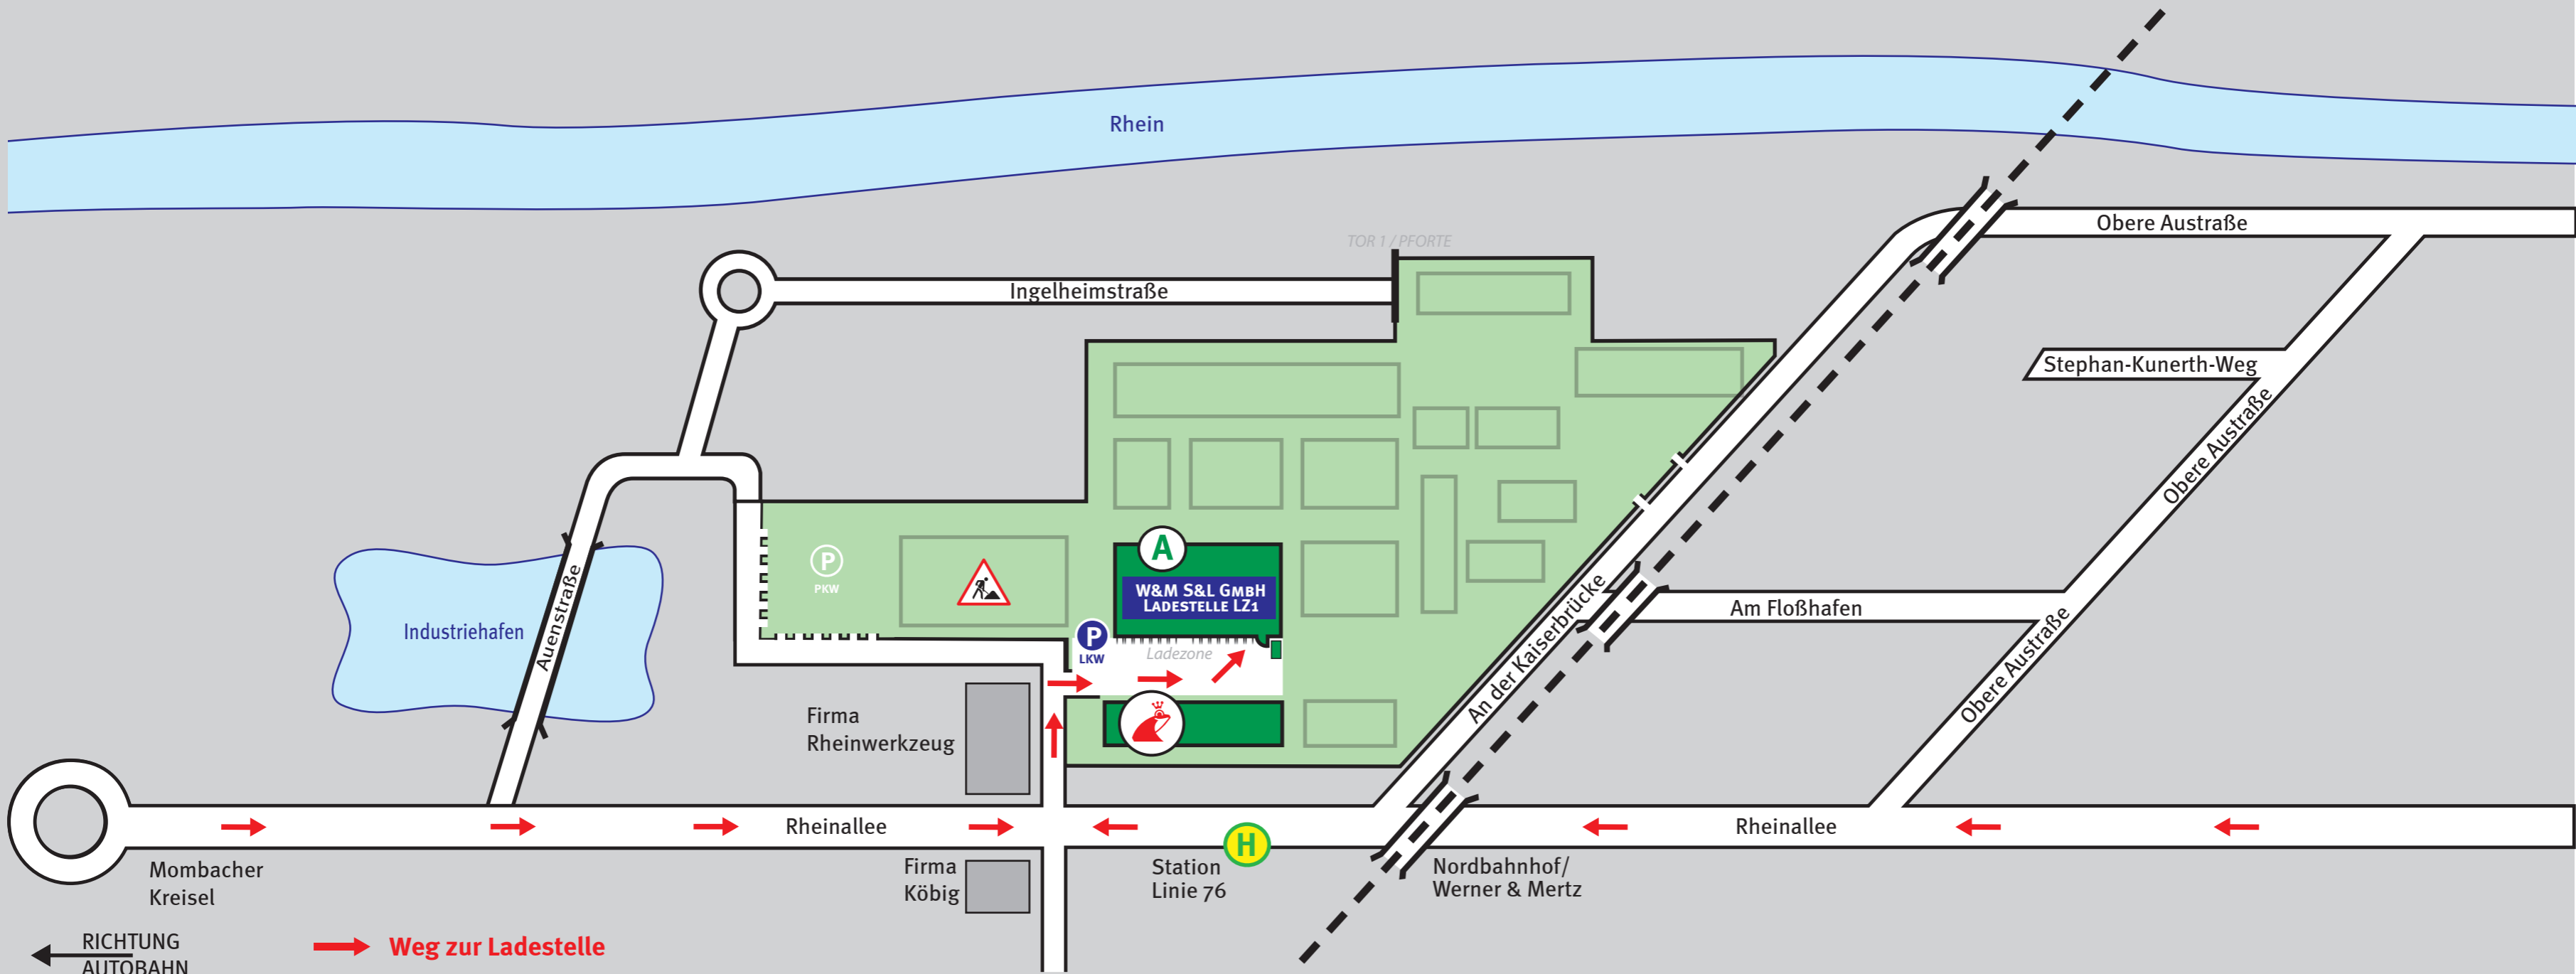 Rhein
Obere Austraße
TOR 1 / PFORTE
Ingelheimstraße
Stephan-Kunerth-Weg
Obere Austraße
A
P
PKW
W&M S&L GmbH
Ladestelle LZ1
Am Floßhafen
An der Kaiserbrücke
Obere Austraße
Industriehafen
Auenstraße
P
LKW
Ladezone
Firma
Rheinwerkzeug
Rheinallee
Rheinallee
H
Mombacher
Kreisel
Firma
Köbig
Station
Linie 76
Nordbahnhof/
Werner & Mertz
RICHTUNG
AUTOBAHN
Weg zur Ladestelle